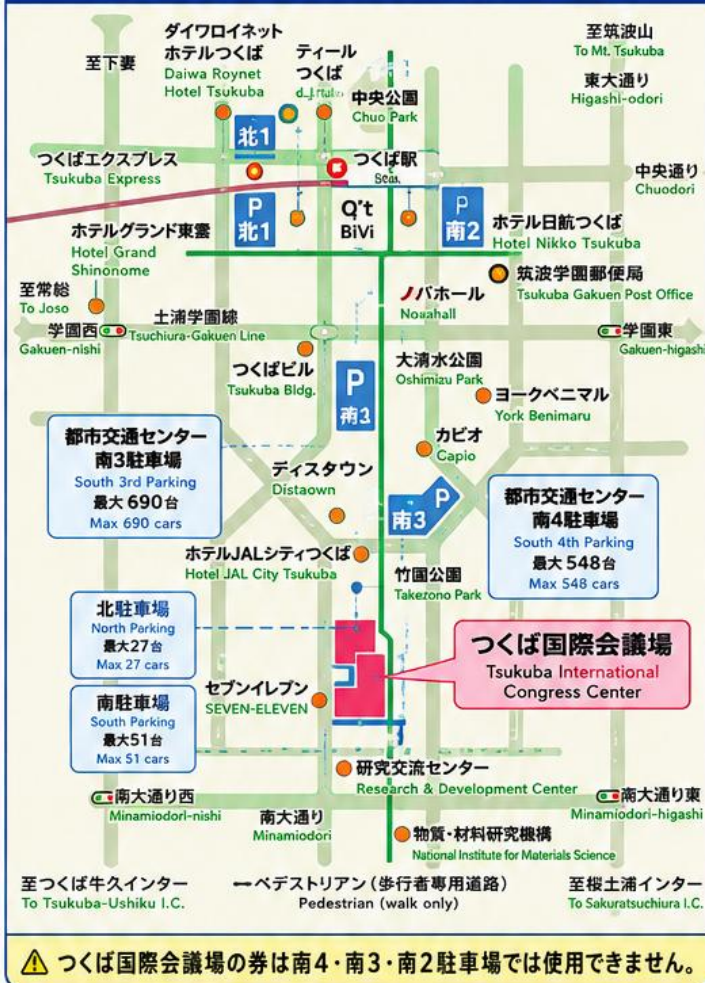 ダイワロイネット
ホテルつくば
Daiwa Roynet
Hotel Tsukuba
ティール
つくば
至筑波山
To Mt. Tsukuba
至下妻
中央公園
Chuo Park
東大通り
Higashi-odori
北1
つくばエクスプレス
Tsukuba Express
つくば駅
中央通り
Chuodori
P
北1
Q't
BiVi
P
南2
ホテル日航つくば
Hotel Nikko Tsukuba
ホテルグランド東雲
Hotel Grand
Shinonome
筑波学園郵便局
Tsukuba Gakuen Post Office
至常総
To Joso
ノバホール
土浦学園線
Tsuchiura-Gakuen Line
学園西
Gakuen-nishi
学園東
Gakuen-higashi
つくばビル
Tsukuba Bldg.
P
南3
大清水公園
Oshimizu Park
ヨークベニマル
York Benimaru
カピオ
Capio
都市交通センター
南3駐車場
South 3rd Parking
最大690台
Max 690 cars
ディスタウン
Distaown
P
南3
都市交通センター
南4駐車場
South 4th Parking
最大548台
Max 548 cars
ホテルJALシティつくば
Hotel JAL City Tsukuba
竹園公園
Takezono Park
北駐車場
North Parking
最大27台
Max 27 cars
つくば国際会議場
Tsukuba International
Congress Center
南駐車場
South Parking
最大51台
Max 51 cars
セブンイレブン
SEVEN-ELEVEN
研究交流センター
Research & Development Center
南大通り西
Minamiodori-nishi
南大通り
Minamiodori
南大通り東
Minamiodori-higashi
物質・材料研究機構
National Institute for Materials Science
至つくば牛久インター
To Tsukuba-Ushiku I.C.
ペデストリアン(歩行者専用道路)
Pedestrian (walk only)
至桜土浦インター
To Sakuratsuchiura I.C.
つくば国際会議場の券は南4・南3・南2駐車場では使用できません。